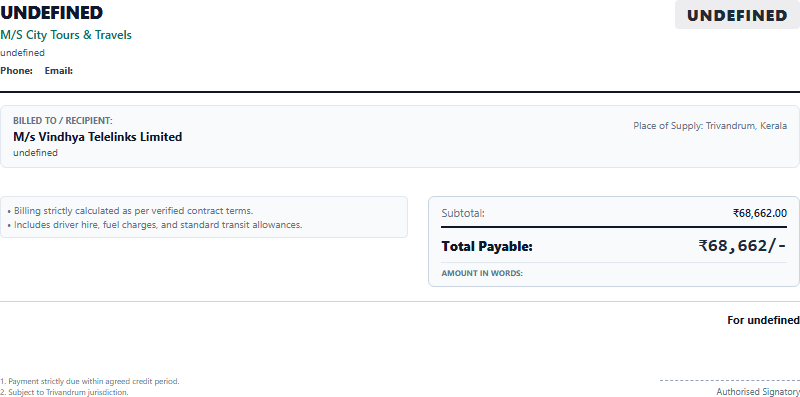 UNDEFINED
UNDEFINED
M/S City Tours & Travels
undefined
Phone: Email:
BILLED TO / RECIPIENT:
M/s Vindhya Telelinks Limited
undefined
Place of Supply: Trivandrum, Kerala
• Billing strictly calculated as per verified contract terms.
• Includes driver hire, fuel charges, and standard transit allowances.
Subtotal: ₹68,662.00
Total Payable: ₹68,662/-
AMOUNT IN WORDS:
For undefined
1. Payment strictly due within agreed credit period.
2. Subject to Trivandrum jurisdiction.
Authorised Signatory